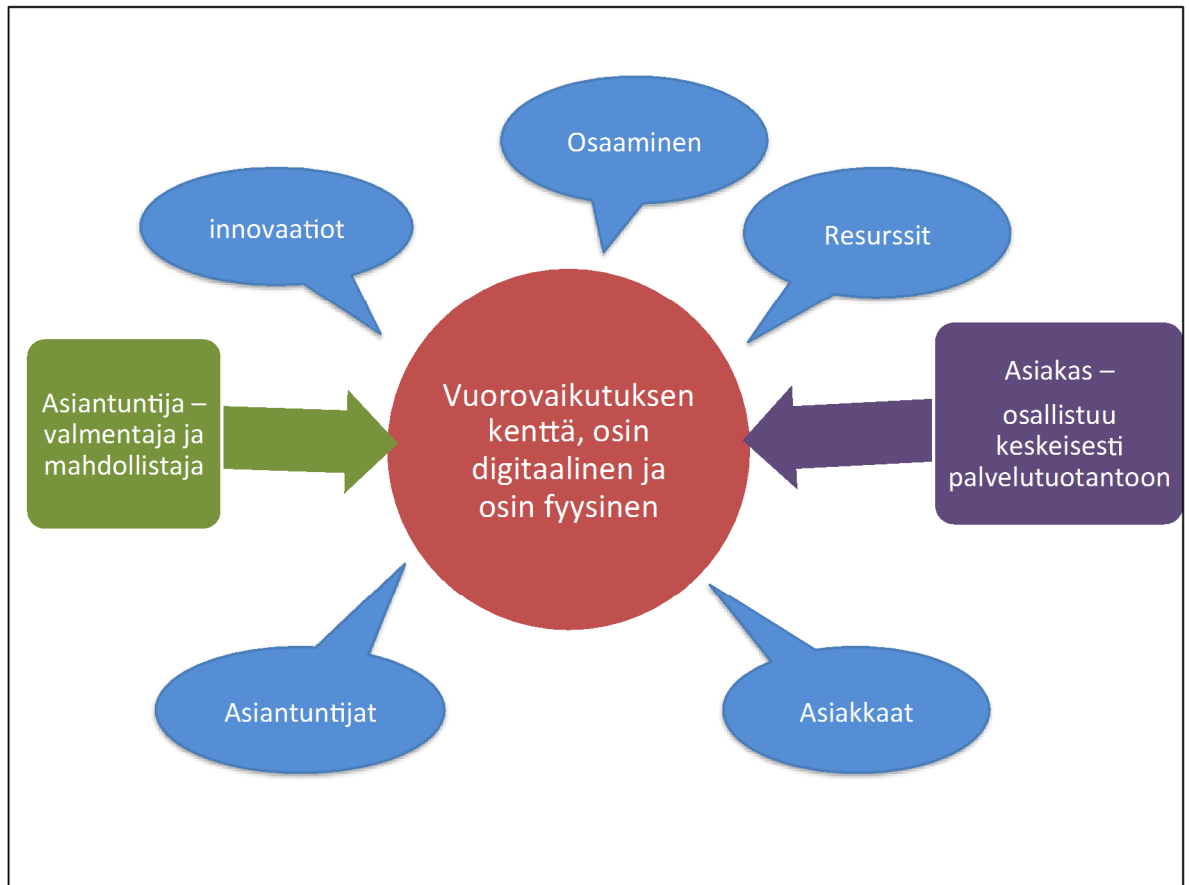 Osaaminen
innovaatiot
Resurssit
Asiantuntija –
valmentaja ja
mahdollistaja
Vuorovaikutuksen
kenttä, osin
digitaalinen ja
osin fyysinen
Asiakas –
osallistuu
keskeisesti
palvelutuotantoon
Asiantuntijat
Asiakkaat